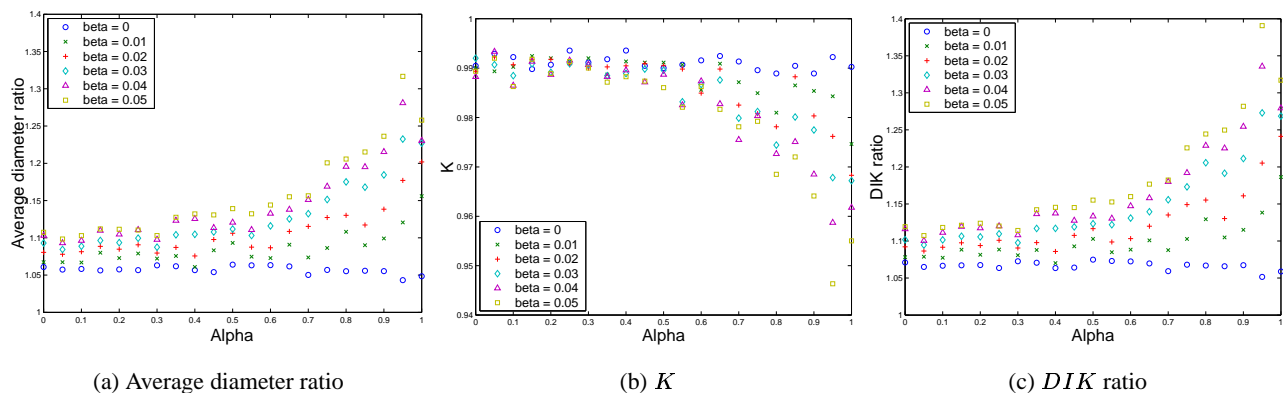 1.4
1.35
1.3
1.25
1.2
1.15
1.1
1.05
1
Average diameter ratio
beta = 0
beta = 0.01
beta = 0.02
beta = 0.03
beta = 0.04
beta = 0.05
0 0.1 0.2 0.3 0.4 0.5 0.6 0.7 0.8 0.9 1
Alpha
(a) Average diameter ratio
1
0.99
0.98
0.97
0.96
0.95
0.94
K
beta = 0
beta = 0.01
beta = 0.02
beta = 0.03
beta = 0.04
beta = 0.05
0 0.1 0.2 0.3 0.4 0.5 0.6 0.7 0.8 0.9 1
Alpha
(b) K
1.4
1.35
1.3
1.25
1.2
1.15
1.1
1.05
1
DIK ratio
beta = 0
beta = 0.01
beta = 0.02
beta = 0.03
beta = 0.04
beta = 0.05
0 0.1 0.2 0.3 0.4 0.5 0.6 0.7 0.8 0.9 1
Alpha
(c) DIK ratio